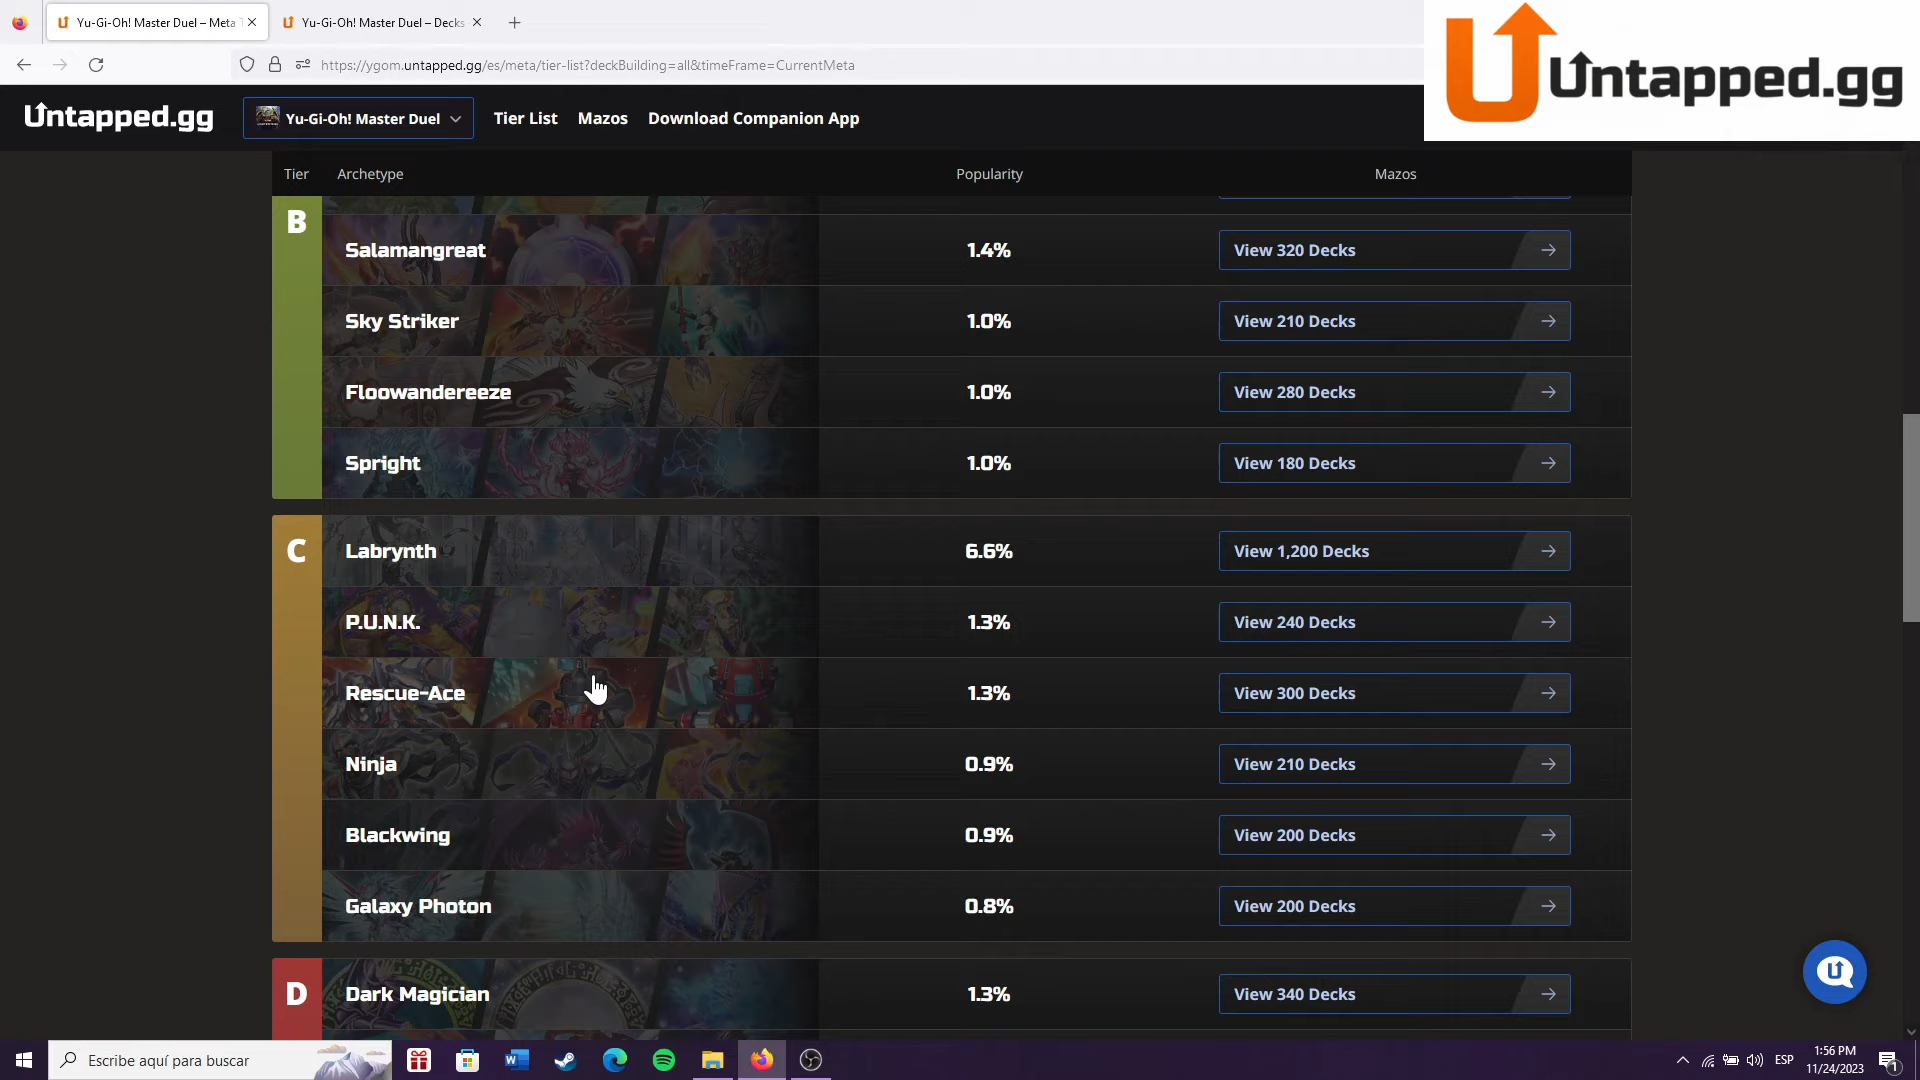 Yu-Gi-Oh! Master Duel – Meta T
Yu-Gi-Oh! Master Duel – Decks
https://ygom.untapped.gg/es/meta/tier-list?deckBuilding=all&timeFrame=CurrentMeta
Untapped.gg
Untapped.gg
Yu-Gi-Oh! Master Duel
Tier List
Mazos
Download Companion App
Tier Archetype Popularity Mazos
B
Salamangreat 1.4% View 320 Decks
Sky Striker 1.0% View 210 Decks
Floowandereeze 1.0% View 280 Decks
Spright 1.0% View 180 Decks
C
Labrynth 6.6% View 1,200 Decks
P.U.N.K. 1.3% View 240 Decks
Rescue-Ace 1.3% View 300 Decks
Ninja 0.9% View 210 Decks
Blackwing 0.9% View 200 Decks
Galaxy Photon 0.8% View 200 Decks
D
Dark Magician 1.3% View 340 Decks
Escribe aquí para buscar
ESP
1:56 PM
11/24/2023
1